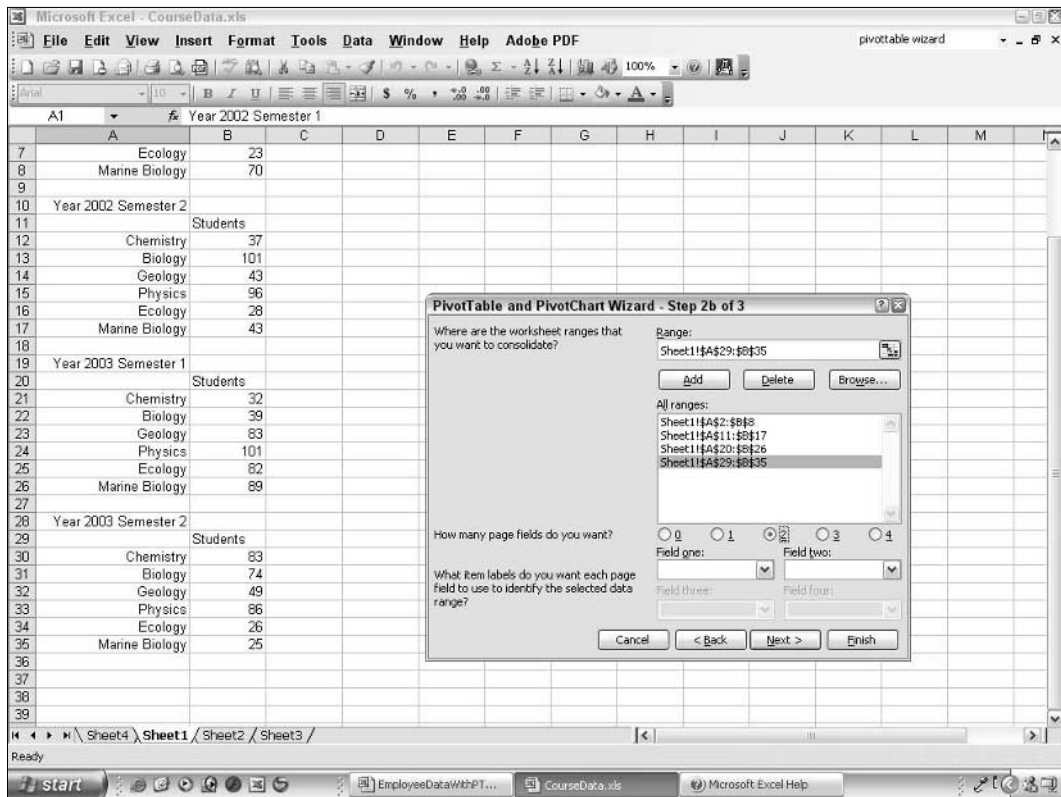 Microsoft Excel - CourseData.xls
File Edit View Insert Format Tools Data Window Help Adobe PDF pivottable wizard
100%
Arial 10 B I U $ % , A
A1 fx Year 2002 Semester 1
A B C D E F G H I J K L M
7 Ecology 23
8 Marine Biology 70
9
10 Year 2002 Semester 2
11 Students
12 Chemistry 37
13 Biology 101
14 Geology 43
15 Physics 96
16 Ecology 28
17 Marine Biology 43
18
19 Year 2003 Semester 1
20 Students
21 Chemistry 32
22 Biology 39
23 Geology 83
24 Physics 101
25 Ecology 82
26 Marine Biology 89
27
28 Year 2003 Semester 2
29 Students
30 Chemistry 83
31 Biology 74
32 Geology 49
33 Physics 86
34 Ecology 26
35 Marine Biology 25
36
37
38
39
PivotTable and PivotChart Wizard - Step 2b of 3
Where are the worksheet ranges that
you want to consolidate?
Range:
Sheet1!$A$29:$B$35
Add Delete Browse...
All ranges:
Sheet1!$A$2:$B$8
Sheet1!$A$11:$B$17
Sheet1!$A$20:$B$26
Sheet1!$A$29:$B$35
How many page fields do you want?
0 1 2 3 4
What item labels do you want each page
field to use to identify the selected data
range?
Field one: Field two:
Field three: Field four:
Cancel < Back Next > Finish
Sheet4 Sheet1 Sheet2 Sheet3
Ready
start EmployeeDataWithPT... CourseData.xls Microsoft Excel Help